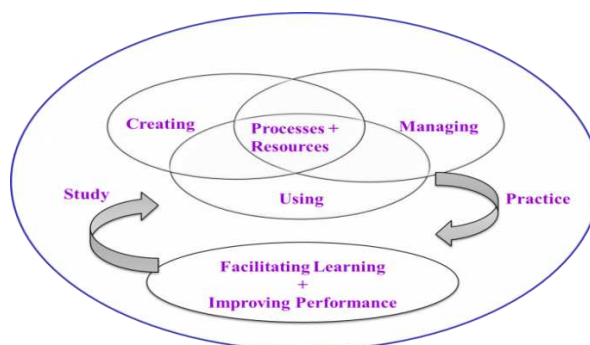 Creating
Processes +
Resources
Managing
Using
Study
Practice
Facilitating Learning
+
Improving Performance